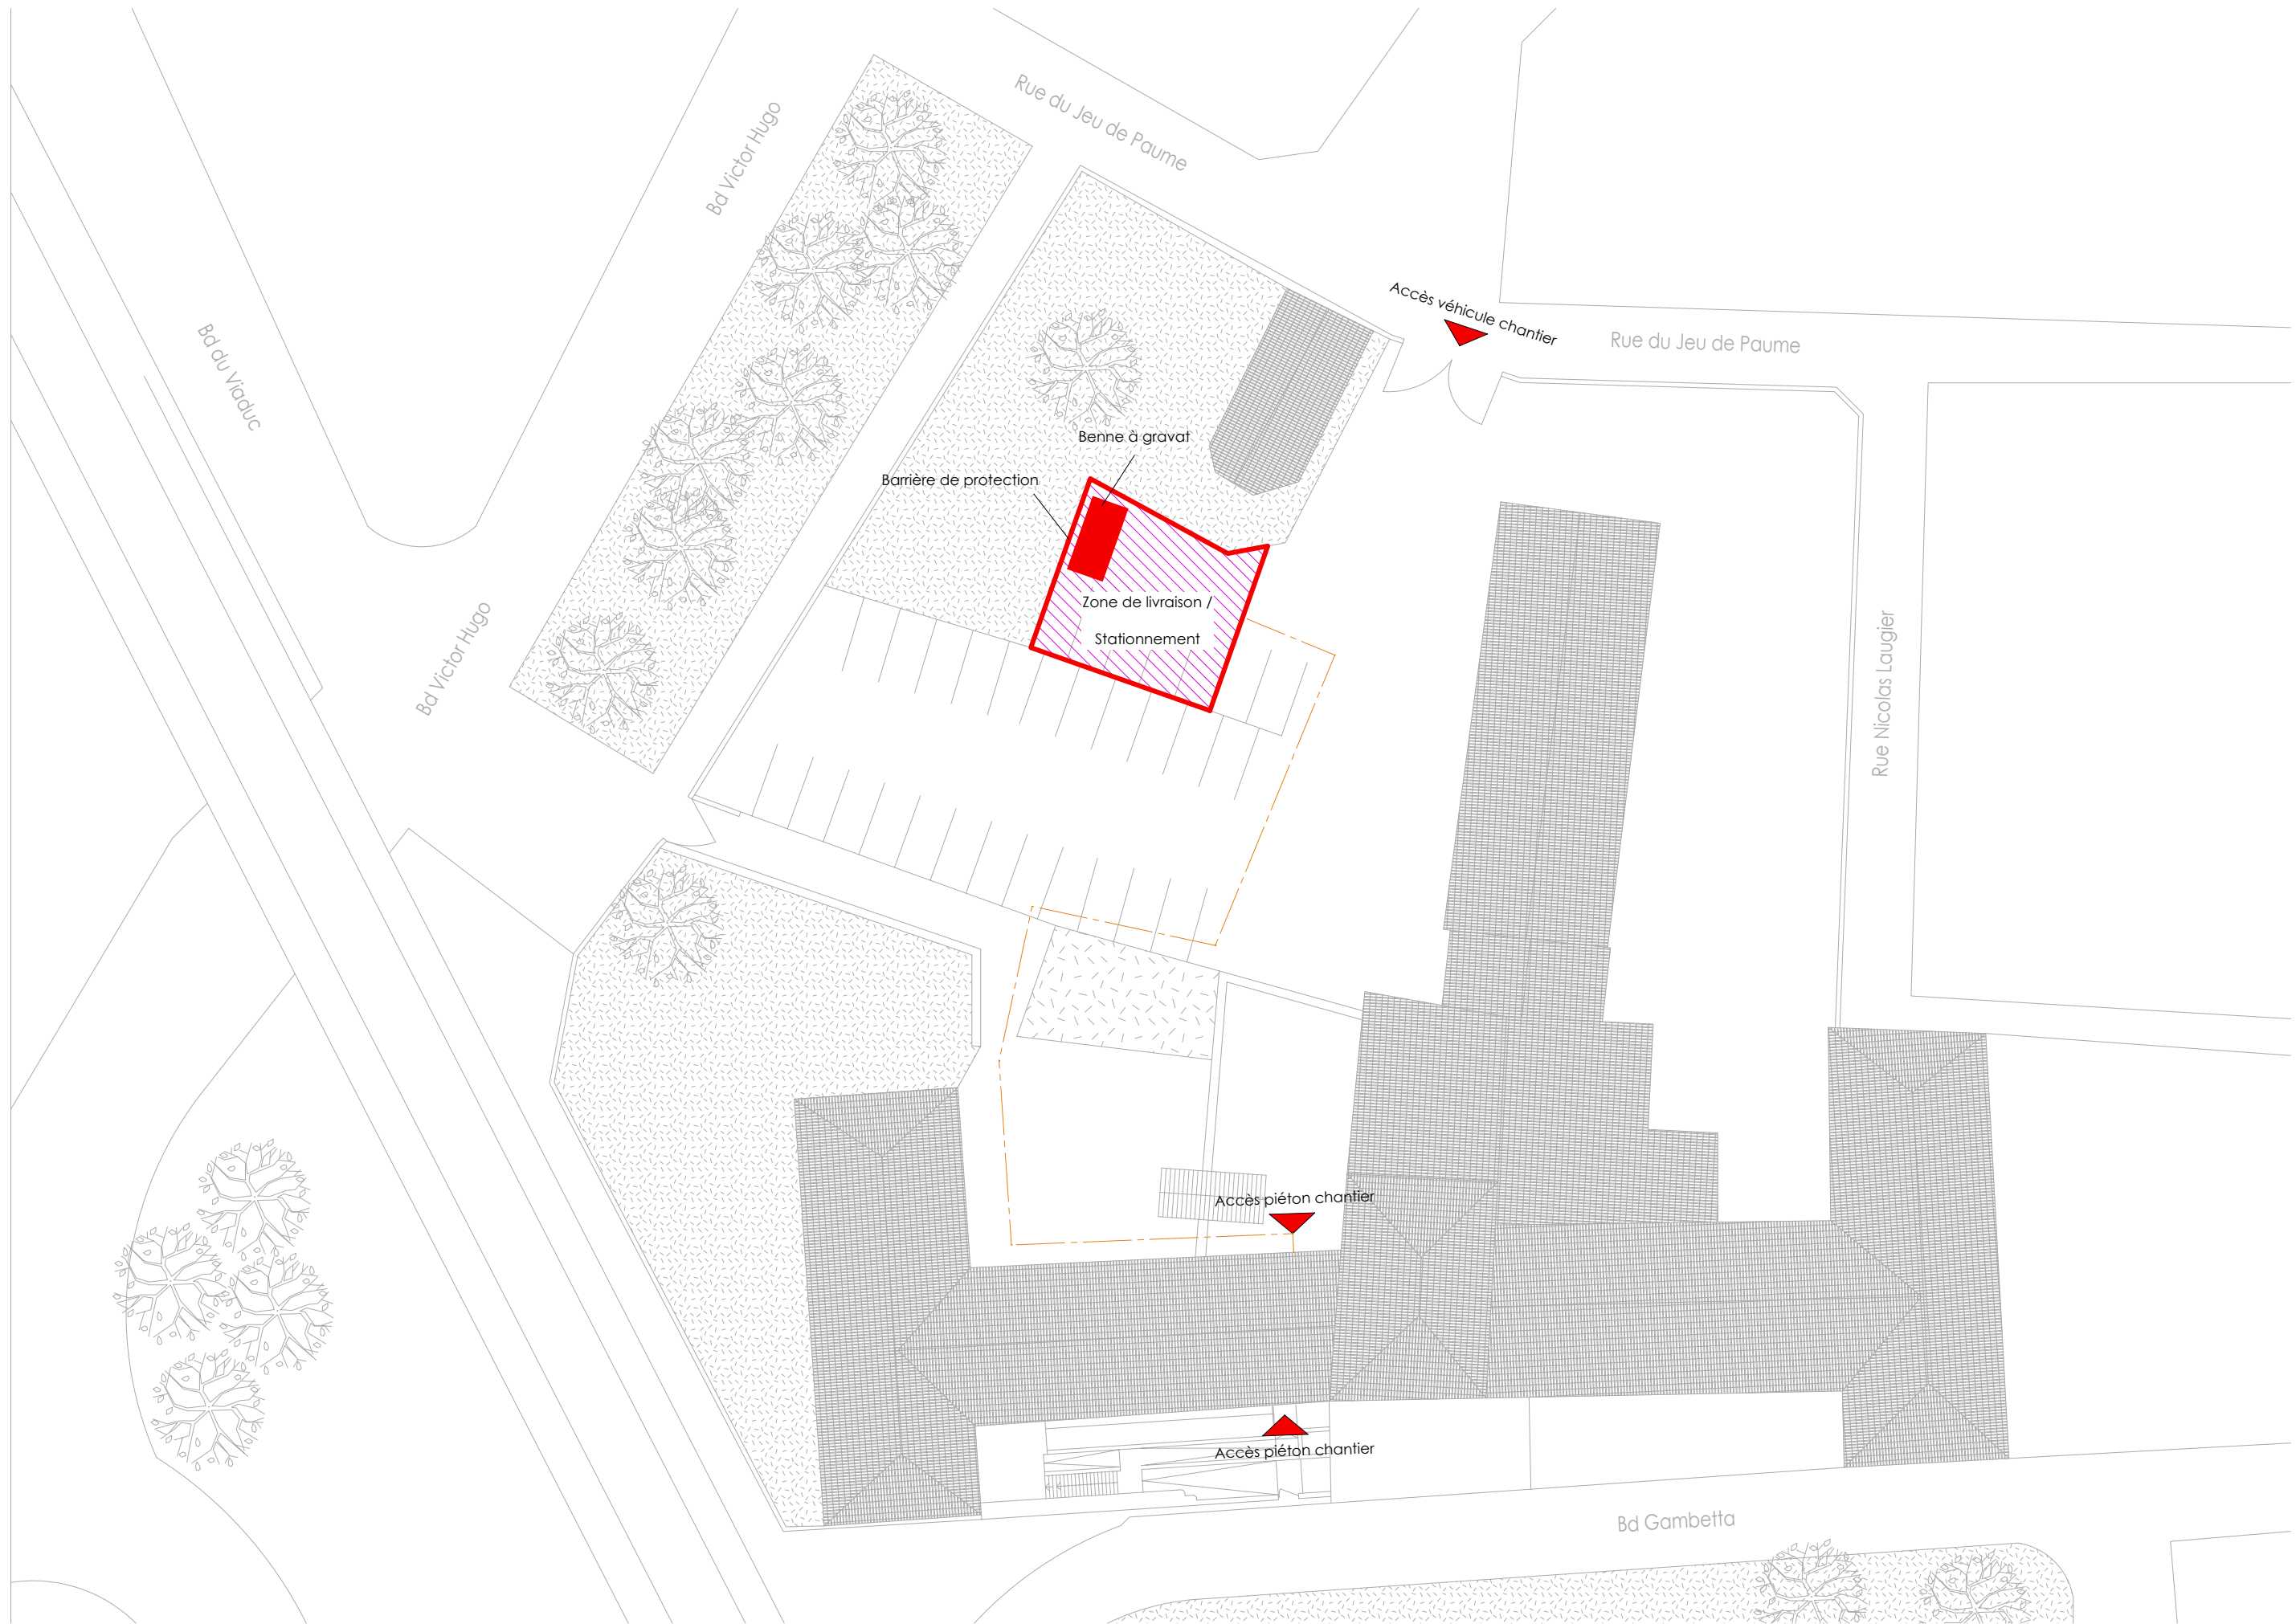 Rue du Jeu de Paume
Bd Victor Hugo
Accès véhicule chantier
Rue du Jeu de Paume
Bd du Viaduc
Benne à gravat
Barrière de protection
Zone de livraison /
Stationnement
Bd Victor Hugo
Rue Nicolas Laugier
Accès piéton chantier
Accès piéton chantier
Bd Gambetta